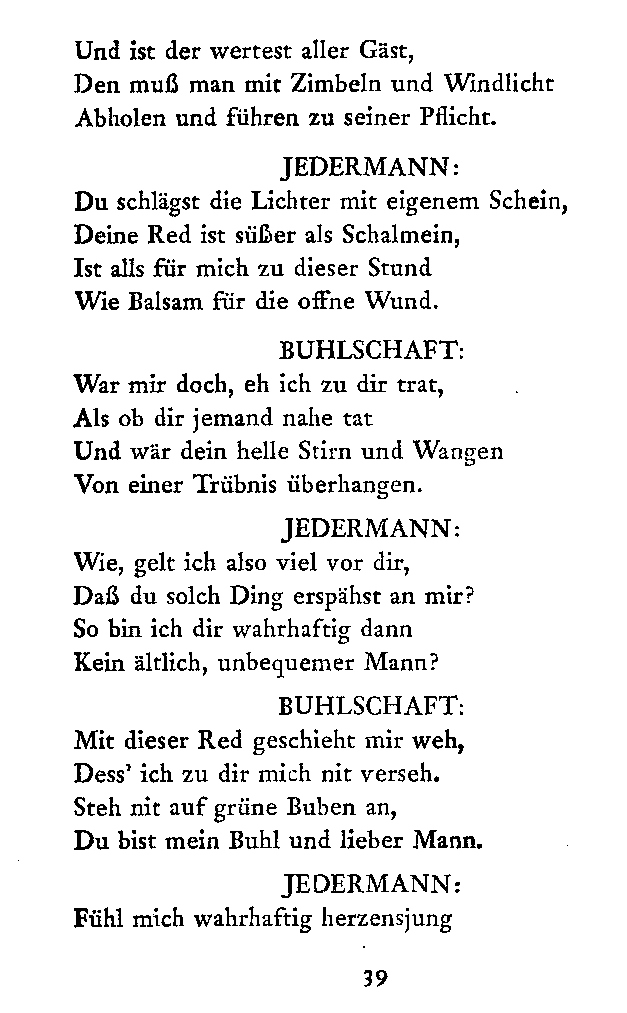 Und ist der wertest aller Gäst,
Den muß man mit Zimbeln und Windlicht
Abholen und führen zu seiner Pflicht.
JEDERMANN:
Du schlägst die Lichter mit eigenem Schein,
Deine Red ist süßer als Schalmein,
Ist alls für mich zu dieser Stund
Wie Balsam für die offne Wund.
BUHLSCHAFT:
War mir doch, eh ich zu dir trat,
Als ob dir jemand nahe tat
Und wär dein helle Stirn und Wangen
Von einer Trübnis überhangen.
JEDERMANN:
Wie, gelt ich also viel vor dir,
Daß du solch Ding erspähst an mir?
So bin ich dir wahrhaftig dann
Kein ältlich, unbequemer Mann?
BUHLSCHAFT:
Mit dieser Red geschieht mir weh,
Dess' ich zu dir mich nit verseh.
Steh nit auf grüne Buben an,
Du bist mein Buhl und lieber Mann.
JEDERMANN:
Fühl mich wahrhaftig herzensjung
39